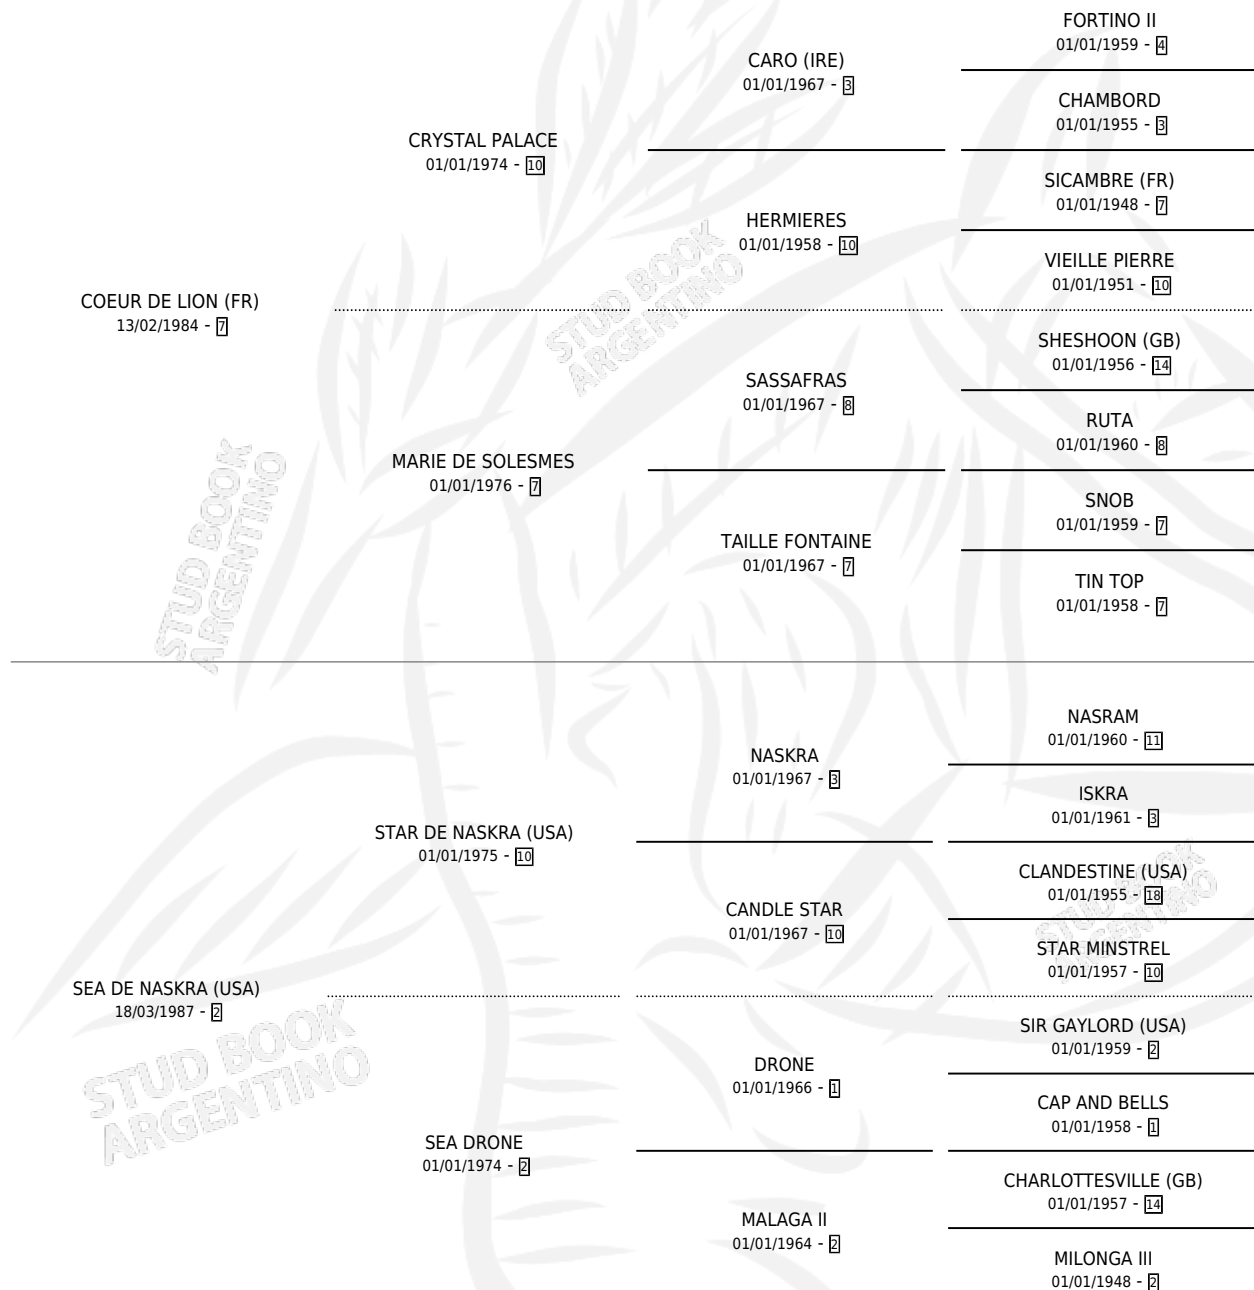 FORTINO II
01/01/1959 - 4
CARO (IRE)
01/01/1967 - 3
CHAMBORD
01/01/1955 - 3
CRYSTAL PALACE
01/01/1974 - 10
SICAMBRE (FR)
01/01/1948 - 7
HERMIERES
01/01/1958 - 10
VIEILLE PIERRE
01/01/1951 - 10
COEUR DE LION (FR)
13/02/1984 - 7
STUD BOOK
ARGENTINO
SHESHOON (GB)
01/01/1956 - 14
SASSAFRAS
01/01/1967 - 8
RUTA
01/01/1960 - 8
MARIE DE SOLESMES
01/01/1976 - 7
SNOB
01/01/1959 - 7
TAILLE FONTAINE
01/01/1967 - 7
TIN TOP
01/01/1958 - 7
STUD BOOK
ARGENTINO
NASRAM
01/01/1960 - 11
NASKRA
01/01/1967 - 3
ISKRA
01/01/1961 - 3
STAR DE NASKRA (USA)
01/01/1975 - 10
CLANDESTINE (USA)
01/01/1955 - 18
CANDLE STAR
01/01/1967 - 10
STUD BOOK
ARGENTINO
STAR MINSTREL
01/01/1957 - 10
SEA DE NASKRA (USA)
18/03/1987 - 2
SIR GAYLORD (USA)
01/01/1959 - 2
DRONE
01/01/1966 - 1
CAP AND BELLS
01/01/1958 - 1
STUD BOOK
ARGENTINO
SEA DRONE
01/01/1974 - 2
CHARLOTTESVILLE (GB)
01/01/1957 - 14
MALAGA II
01/01/1964 - 2
MILONGA III
01/01/1948 - 2